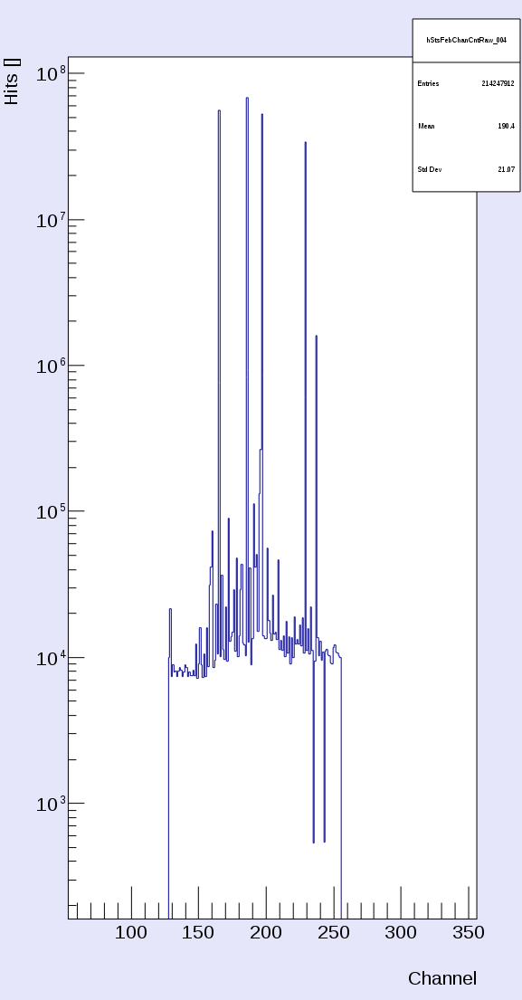 hStsFebChanCntRaw_004
Entries 214247912
Mean 190.4
Std Dev 21.07
Hits []
10^8
10^7
10^6
10^5
10^4
10^3
100 150 200 250 300 350
Channel